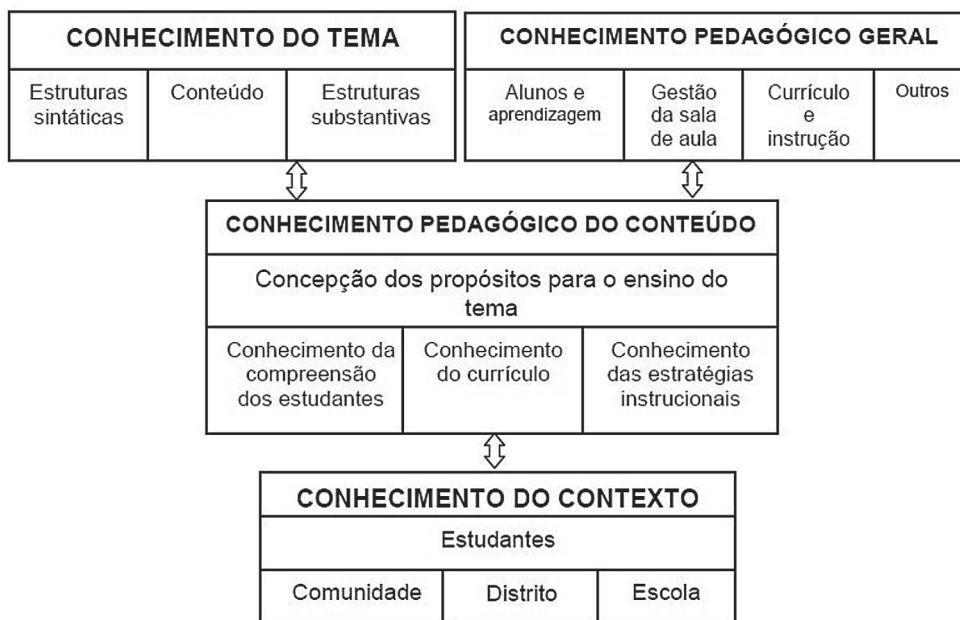 CONHECIMENTO DO TEMA
Estruturas
sintáticas
Conteúdo
Estruturas
substantivas
CONHECIMENTO PEDAGÓGICO GERAL
Alunos e
aprendizagem
Gestão
da sala
de aula
Currículo
e
instrução
Outros
CONHECIMENTO PEDAGÓGICO DO CONTEÚDO
Concepção dos propósitos para o ensino do
tema
Conhecimento da
compreensão
dos estudantes
Conhecimento
do currículo
Conhecimento
das estratégias
instrucionais
CONHECIMENTO DO CONTEXTO
Estudantes
Comunidade
Distrito
Escola